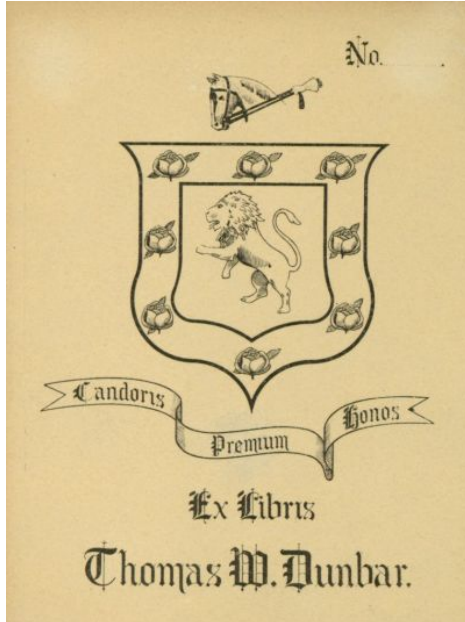 No.
Candoris
Premium
Honos
Ex Libris
Thomas W. Dunbar.